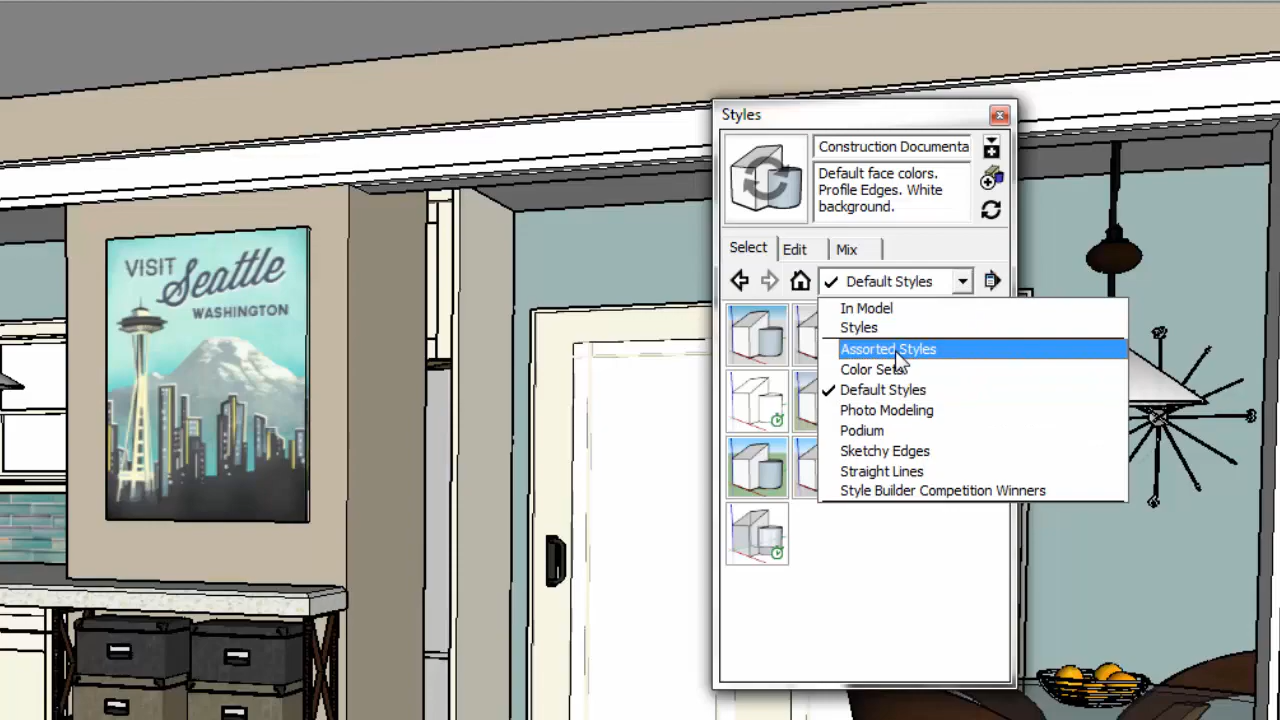 Styles
Construction Documenta
Default face colors.
Profile Edges. White
background.
Select
Edit
Mix
Default Styles
In Model
Styles
Assorted Styles
Color Sets
Default Styles
Photo Modeling
Podium
Sketchy Edges
Straight Lines
Style Builder Competition Winners
VISIT Seattle
WASHINGTON